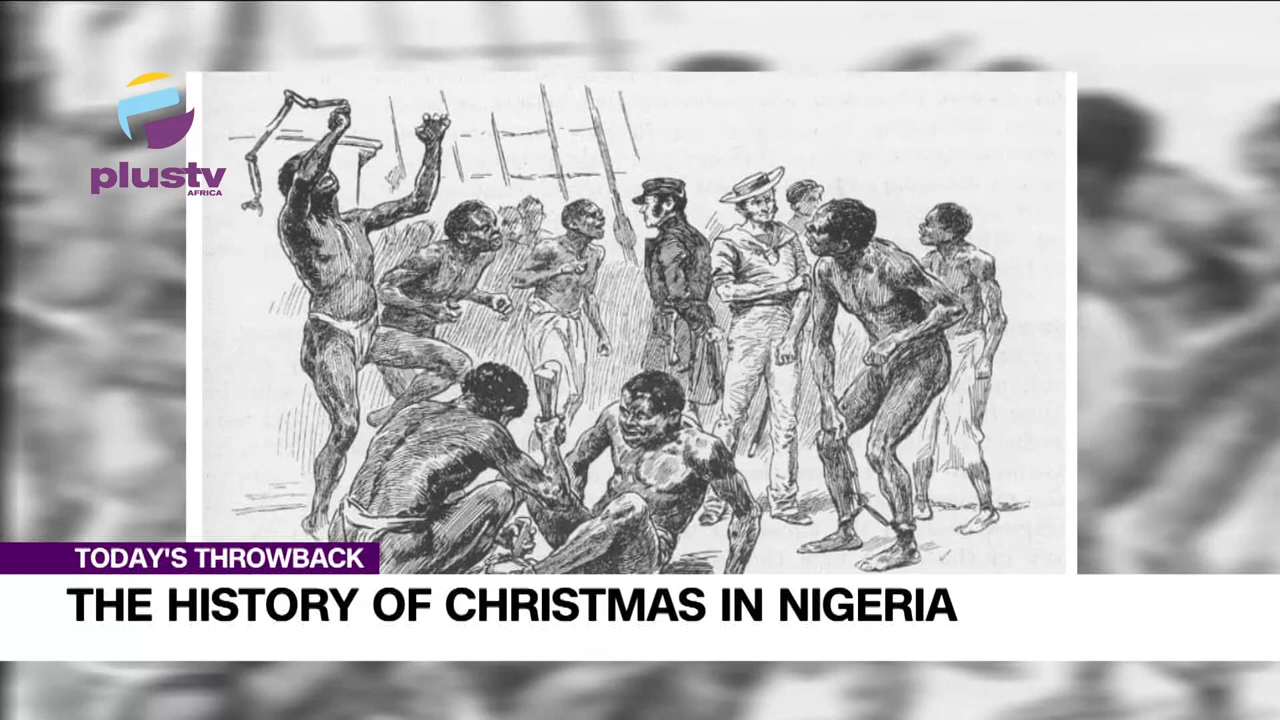 plustv
AFRICA
TODAY'S THROWBACK
THE HISTORY OF CHRISTMAS IN NIGERIA